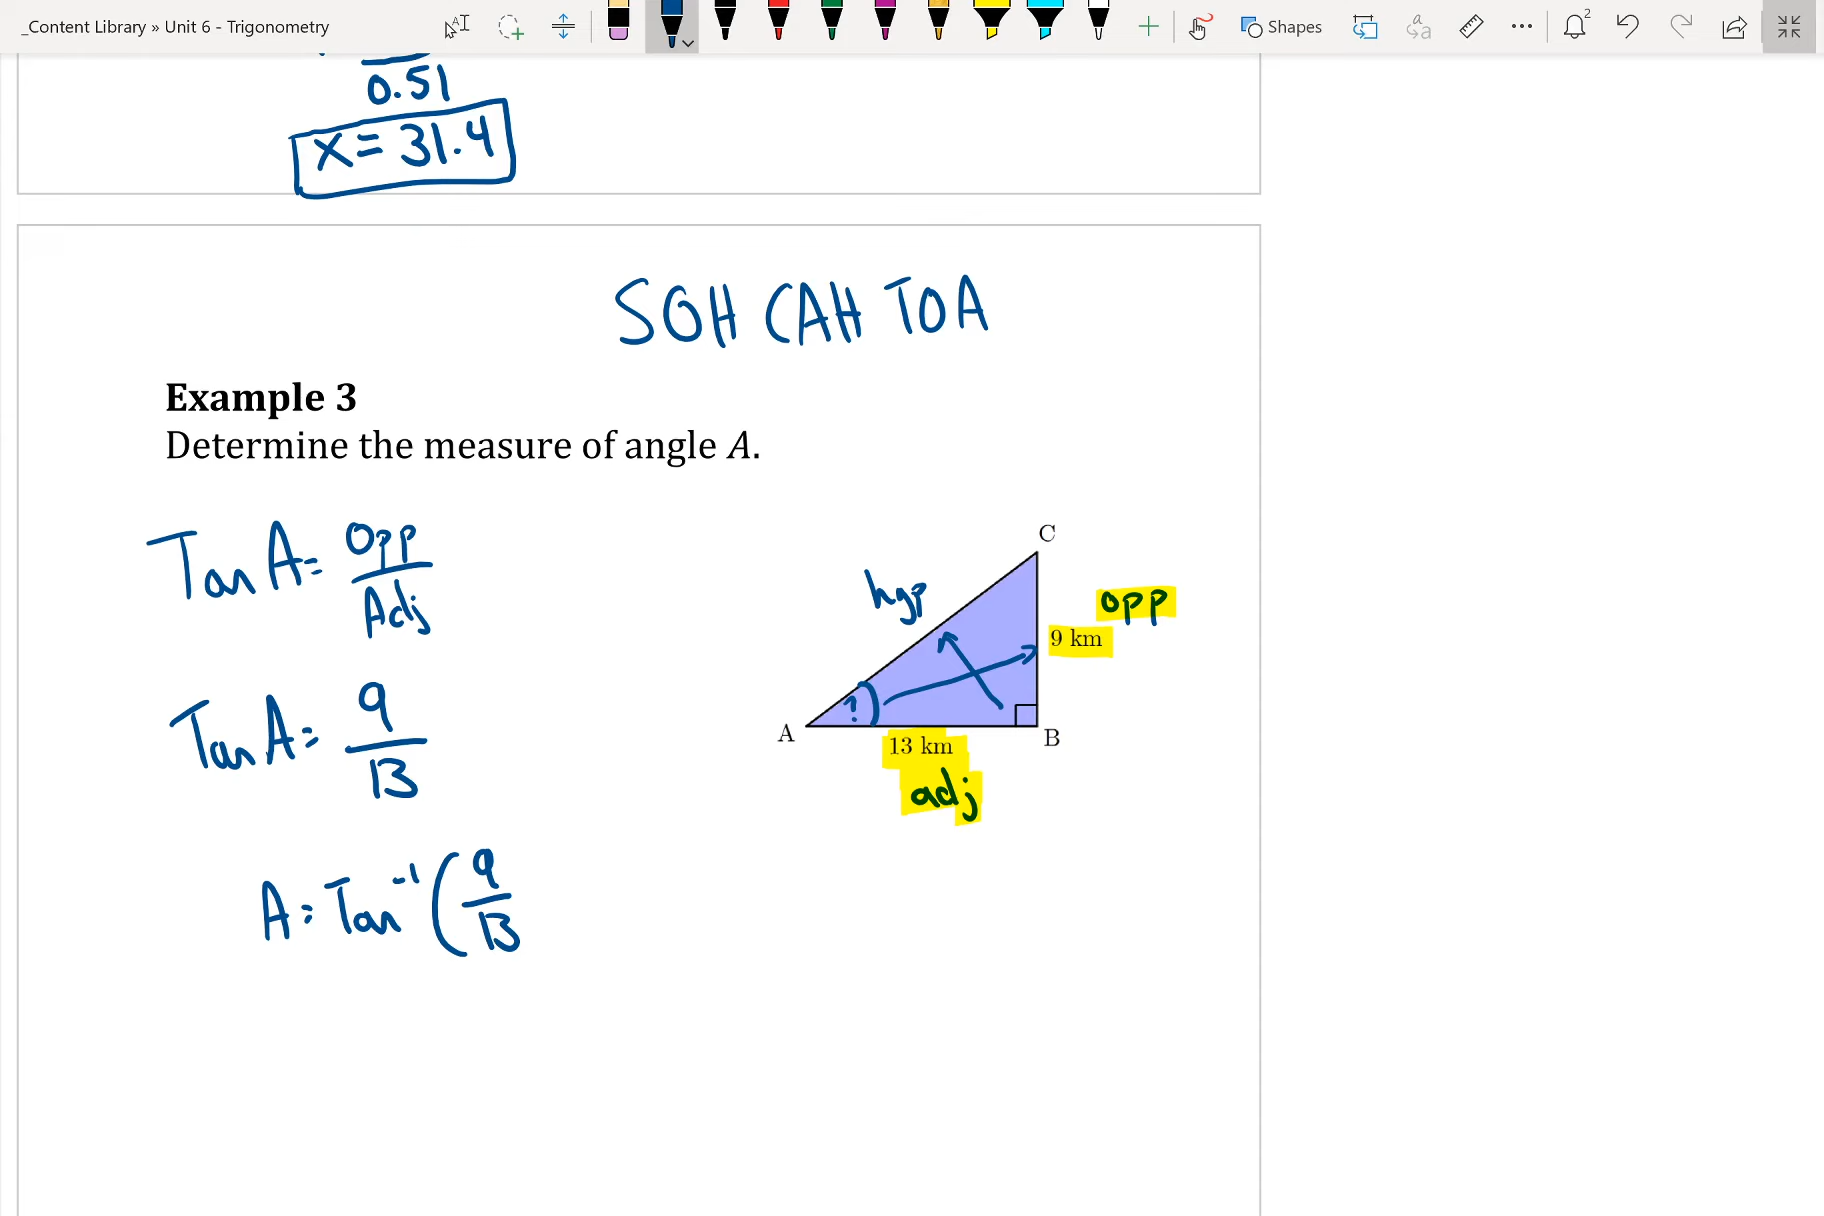 _Content Library » Unit 6 - Trigonometry
Shapes
2
0.51
x = 31.4
SOH CAH TOA
Example 3
Determine the measure of angle A.
Tan A = Opp
Adj
Tan A = 9
13
A = Tan⁻¹ ( 9
13
C
hyp
opp
9 km
?
A
B
13 km
adj